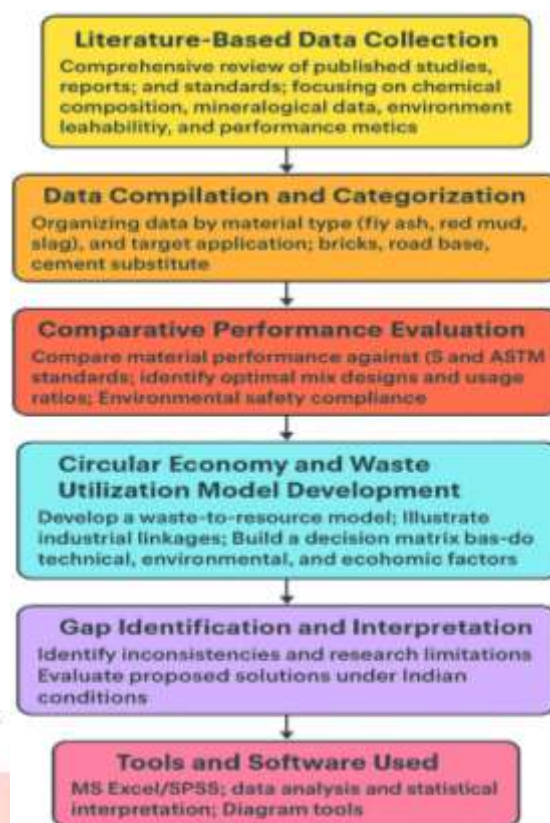 Literature-Based Data Collection
Comprehensive review of published studies,
reports; and standards; focusing on chemical
composition, mineralogical data, environment
leahabilitiy, and performance metics
Data Compilation and Categorization
Organizing data by material type (fiy ash, red mud,
slag), and target application; bricks, road base,
cement substitute
Comparative Performance Evaluation
Compare material performance against (S and ASTM
standards; identify optimal mix designs and usage
ratios; Environmental safety compliance
Circular Economy and Waste
Utilization Model Development
Develop a waste-to-resource model; Illustrate
industrial linkages; Build a decision matrix bas-do
technical, environmental, and ecohomic factors
Gap Identification and Interpretation
Identify inconsistencies and research limitations
Evaluate proposed solutions under Indian
conditions
Tools and Software Used
MS Excel/SPSS; data analysis and statistical
interpretation; Diagram tools